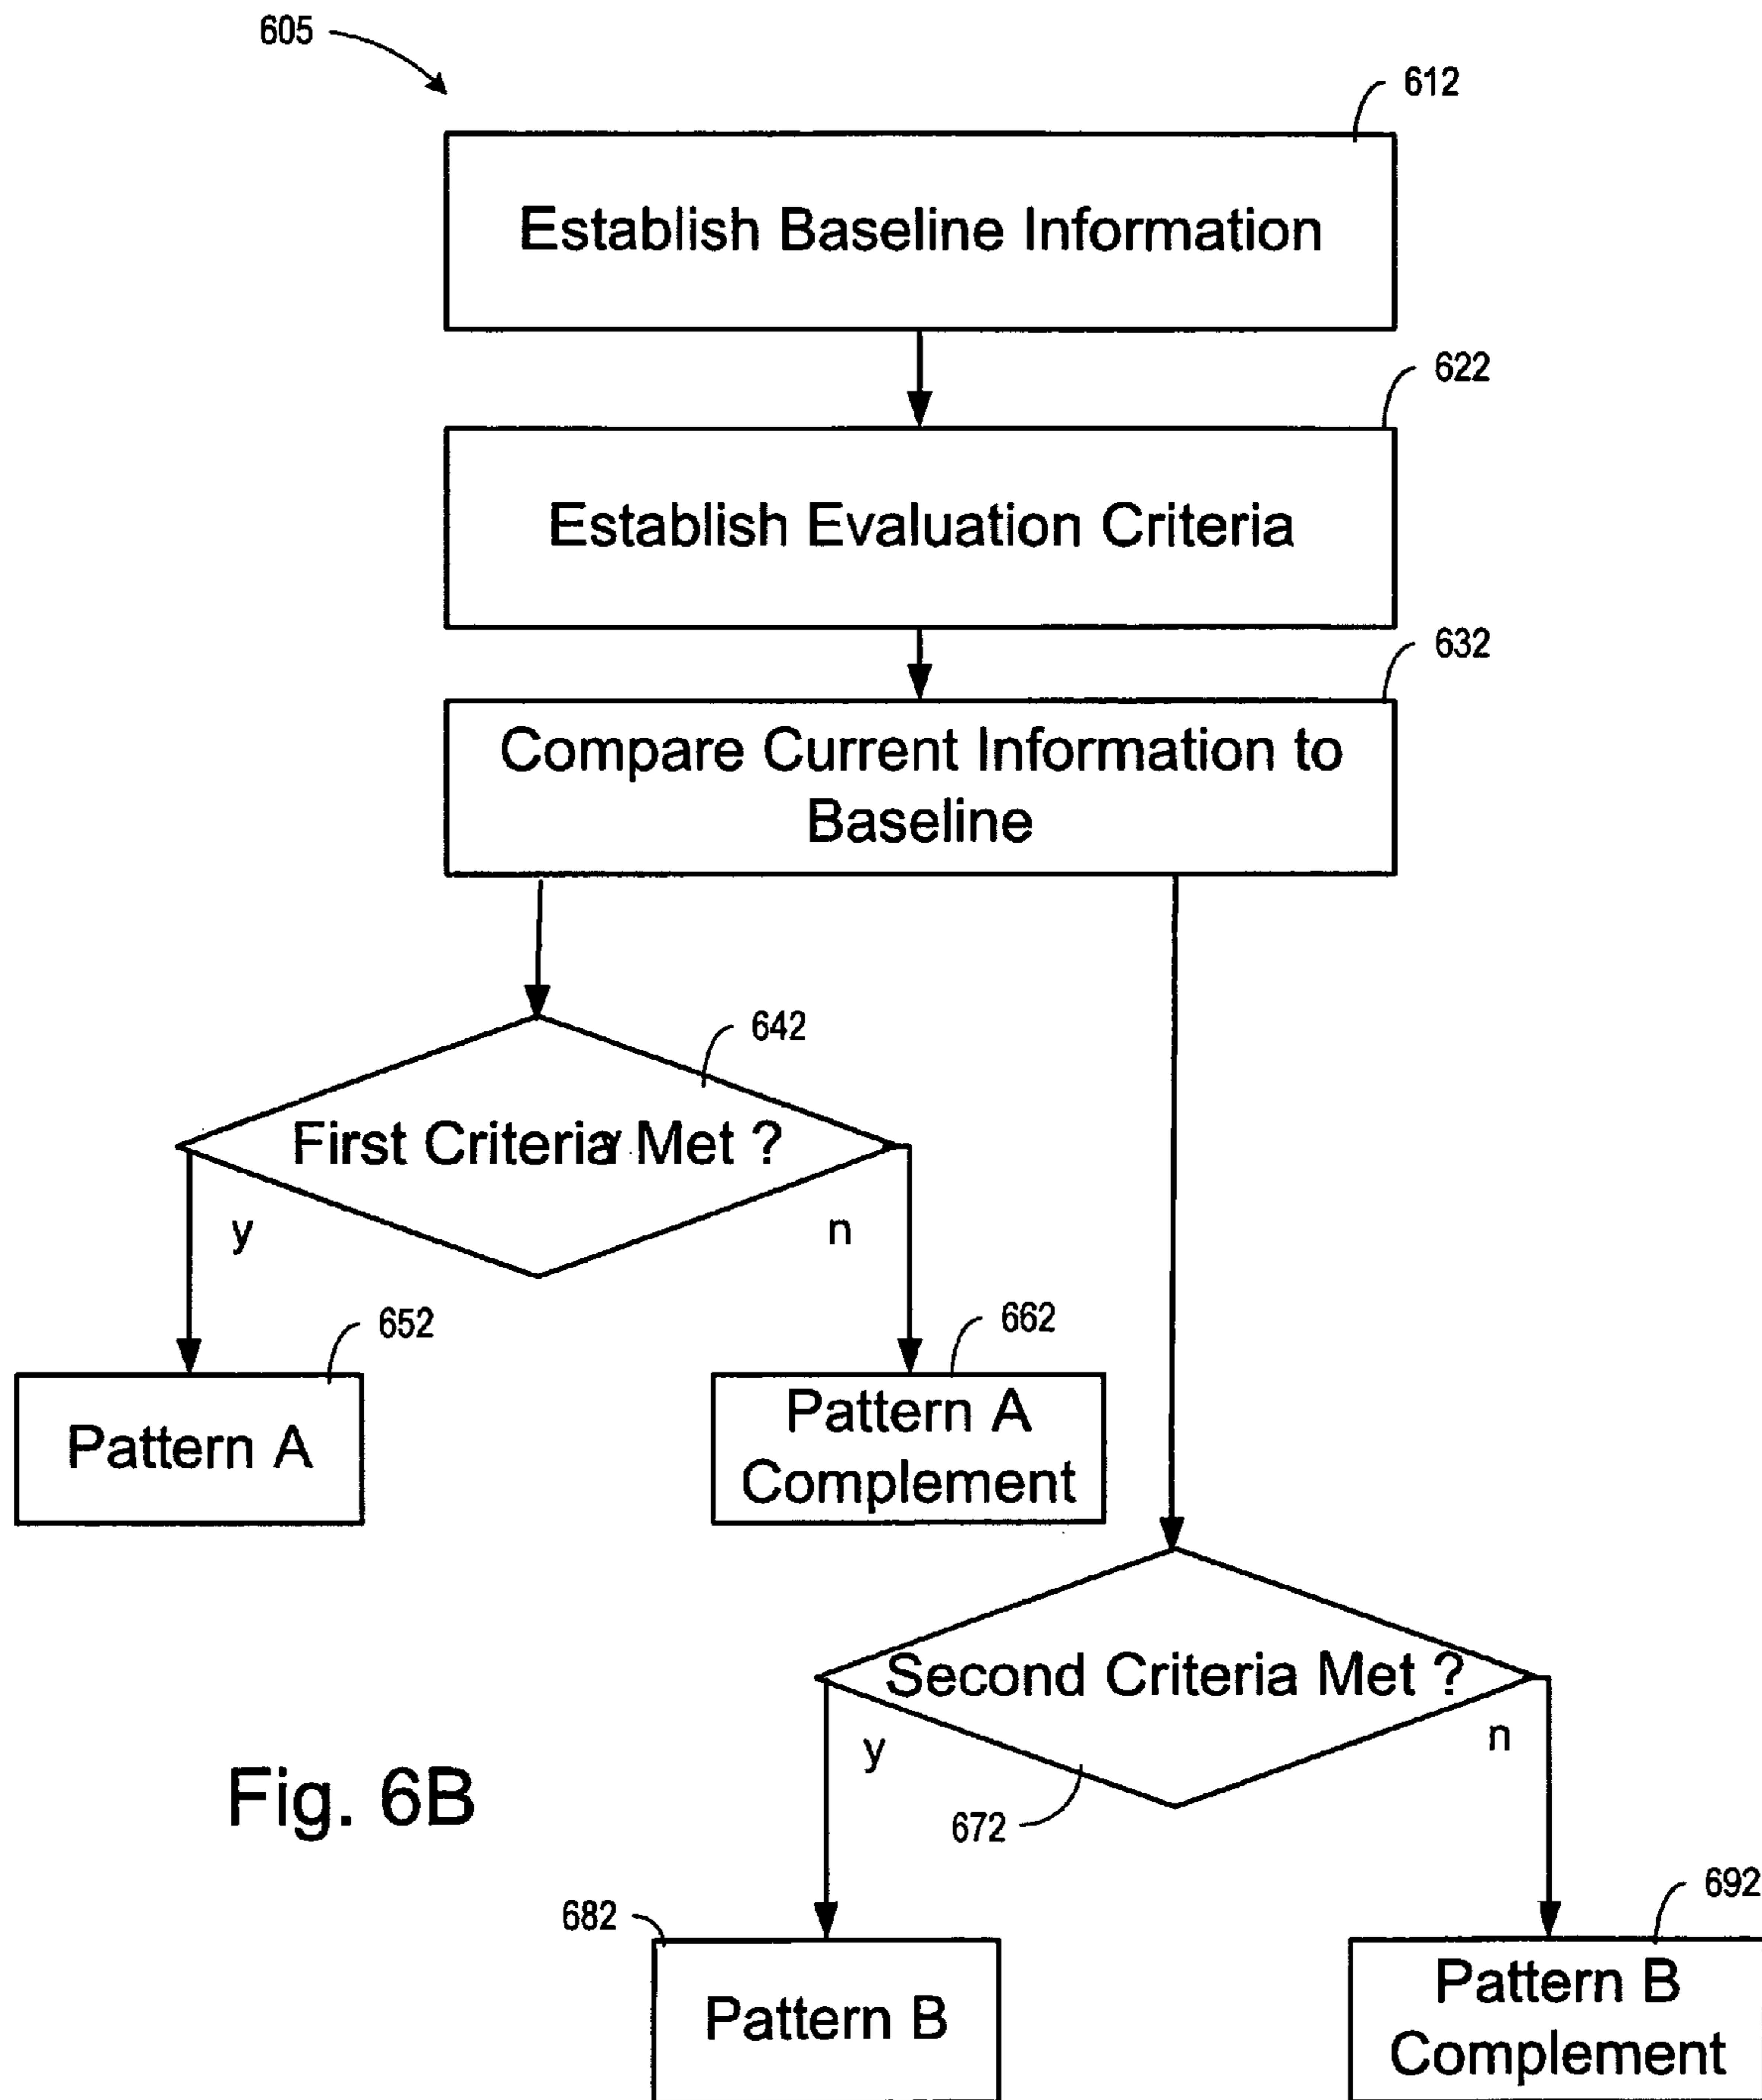 605
612
Establish Baseline Information
622
Establish Evaluation Criteria
632
Compare Current Information to
Baseline
642
First Criteria Met ?
y
n
652
Pattern A
662
Pattern A
Complement
Second Criteria Met ?
y
n
672
Fig. 6B
682
Pattern B
692
Pattern B
Complement